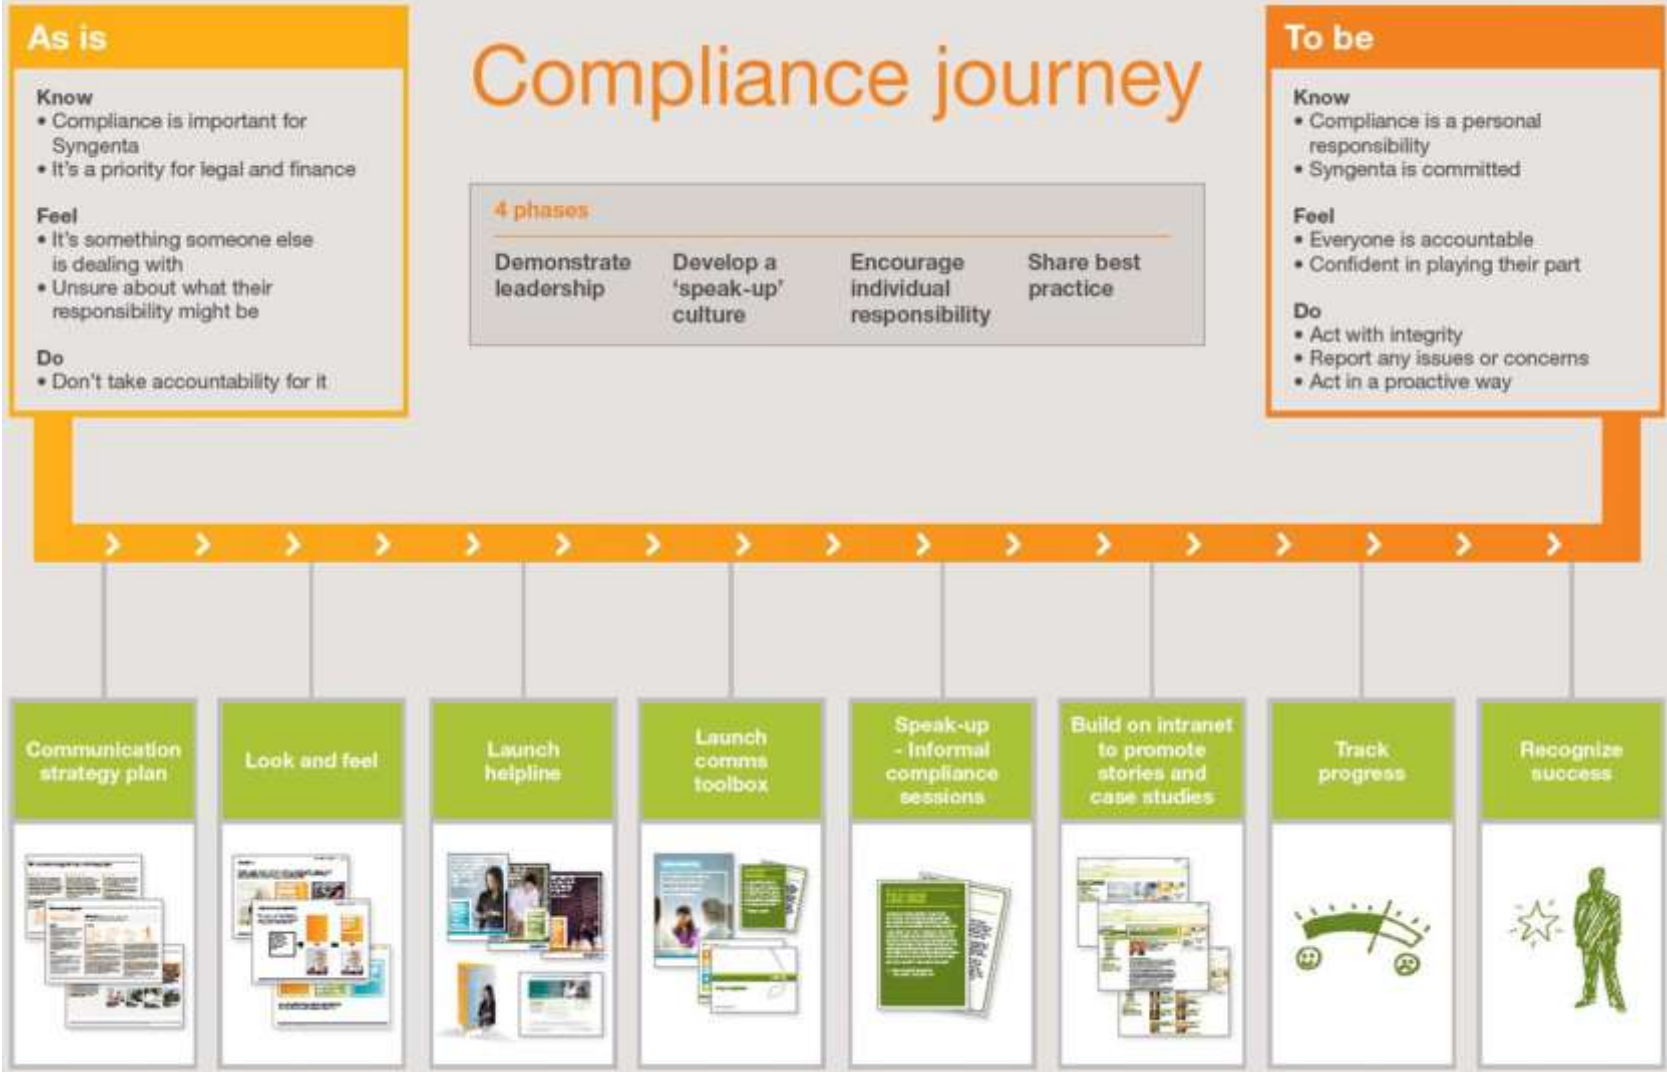 As is
Know
• Compliance is important for
Syngenta
• It's a priority for legal and finance
Feel
• It's something someone else
is dealing with
• Unsure about what their
responsibility might be
Do
• Don't take accountability for it
Compliance journey
4 phases
Demonstrate
leadership
Develop a
'speak-up'
culture
Encourage
individual
responsibility
Share best
practice
To be
Know
• Compliance is a personal
responsibility
• Syngenta is committed
Feel
• Everyone is accountable
• Confident in playing their part
Do
• Act with integrity
• Report any issues or concerns
• Act in a proactive way
Communication
strategy plan
Look and feel
Launch
helpline
Launch
comms
toolbox
Speak-up
- Informal
compliance
sessions
Build on intranet
to promote
stories and
case studies
Track
progress
Recognize
success